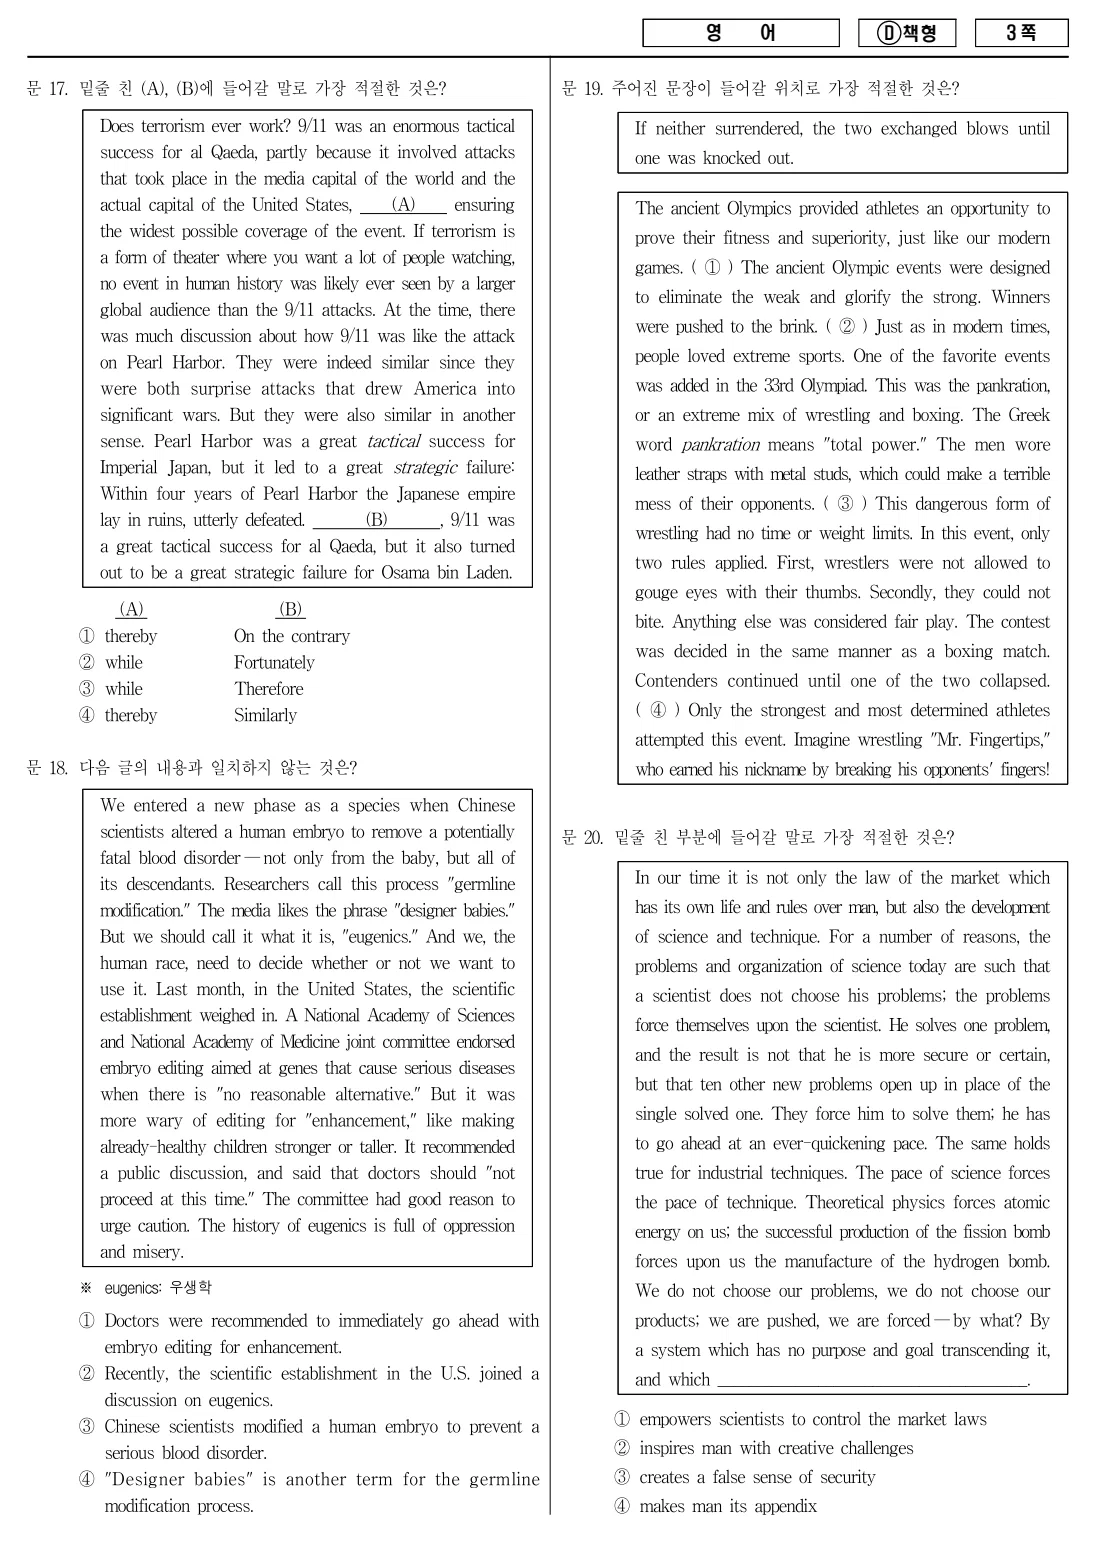 영 어
Ⓓ책형
3 쪽
문 17. 밑줄 친 (A), (B)에 들어갈 말로 가장 적절한 것은?
Does terrorism ever work? 9/11 was an enormous tactical
success for al Qaeda, partly because it involved attacks
that took place in the media capital of the world and the
actual capital of the United States, (A) ensuring
the widest possible coverage of the event. If terrorism is
a form of theater where you want a lot of people watching,
no event in human history was likely ever seen by a larger
global audience than the 9/11 attacks. At the time, there
was much discussion about how 9/11 was like the attack
on Pearl Harbor. They were indeed similar since they
were both surprise attacks that drew America into
significant wars. But they were also similar in another
sense. Pearl Harbor was a great tactical success for
Imperial Japan, but it led to a great strategic failure:
Within four years of Pearl Harbor the Japanese empire
lay in ruins, utterly defeated. (B) , 9/11 was
a great tactical success for al Qaeda, but it also turned
out to be a great strategic failure for Osama bin Laden.
(A) (B)
① thereby On the contrary
② while Fortunately
③ while Therefore
④ thereby Similarly
문 18. 다음 글의 내용과 일치하지 않는 것은?
We entered a new phase as a species when Chinese
scientists altered a human embryo to remove a potentially
fatal blood disorder—not only from the baby, but all of
its descendants. Researchers call this process "germline
modification." The media likes the phrase "designer babies."
But we should call it what it is, "eugenics." And we, the
human race, need to decide whether or not we want to
use it. Last month, in the United States, the scientific
establishment weighed in. A National Academy of Sciences
and National Academy of Medicine joint committee endorsed
embryo editing aimed at genes that cause serious diseases
when there is "no reasonable alternative." But it was
more wary of editing for "enhancement," like making
already-healthy children stronger or taller. It recommended
a public discussion, and said that doctors should "not
proceed at this time." The committee had good reason to
urge caution. The history of eugenics is full of oppression
and misery.
※ eugenics: 우생학
① Doctors were recommended to immediately go ahead with
embryo editing for enhancement.
② Recently, the scientific establishment in the U.S. joined a
discussion on eugenics.
③ Chinese scientists modified a human embryo to prevent a
serious blood disorder.
④ "Designer babies" is another term for the germline
modification process.
문 19. 주어진 문장이 들어갈 위치로 가장 적절한 것은?
If neither surrendered, the two exchanged blows until
one was knocked out.
The ancient Olympics provided athletes an opportunity to
prove their fitness and superiority, just like our modern
games. ( ① ) The ancient Olympic events were designed
to eliminate the weak and glorify the strong. Winners
were pushed to the brink. ( ② ) Just as in modern times,
people loved extreme sports. One of the favorite events
was added in the 33rd Olympiad. This was the pankration,
or an extreme mix of wrestling and boxing. The Greek
word pankration means "total power." The men wore
leather straps with metal studs, which could make a terrible
mess of their opponents. ( ③ ) This dangerous form of
wrestling had no time or weight limits. In this event, only
two rules applied. First, wrestlers were not allowed to
gouge eyes with their thumbs. Secondly, they could not
bite. Anything else was considered fair play. The contest
was decided in the same manner as a boxing match.
Contenders continued until one of the two collapsed.
( ④ ) Only the strongest and most determined athletes
attempted this event. Imagine wrestling "Mr. Fingertips,"
who earned his nickname by breaking his opponents' fingers!
문 20. 밑줄 친 부분에 들어갈 말로 가장 적절한 것은?
In our time it is not only the law of the market which
has its own life and rules over man, but also the development
of science and technique. For a number of reasons, the
problems and organization of science today are such that
a scientist does not choose his problems; the problems
force themselves upon the scientist. He solves one problem,
and the result is not that he is more secure or certain,
but that ten other new problems open up in place of the
single solved one. They force him to solve them; he has
to go ahead at an ever-quickening pace. The same holds
true for industrial techniques. The pace of science forces
the pace of technique. Theoretical physics forces atomic
energy on us; the successful production of the fission bomb
forces upon us the manufacture of the hydrogen bomb.
We do not choose our problems, we do not choose our
products; we are pushed, we are forced—by what? By
a system which has no purpose and goal transcending it,
and which ______.
① empowers scientists to control the market laws
② inspires man with creative challenges
③ creates a false sense of security
④ makes man its appendix